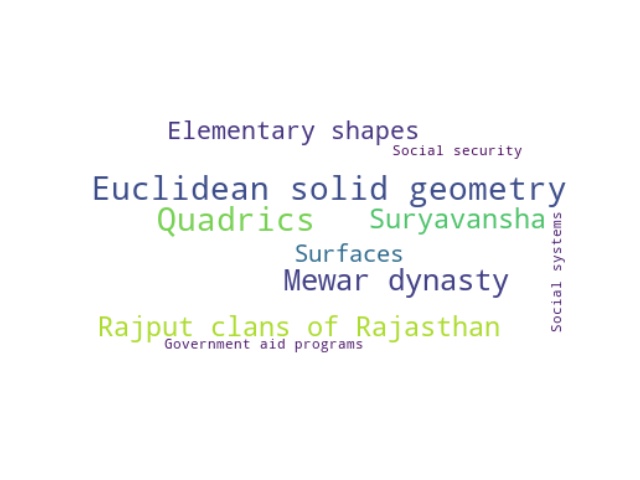 Elementary shapes
Social security
Euclidean solid geometry
Quadrics
Suryavansha
Social systems
Surfaces
Mewar dynasty
Rajput clans of Rajasthan
Government aid programs